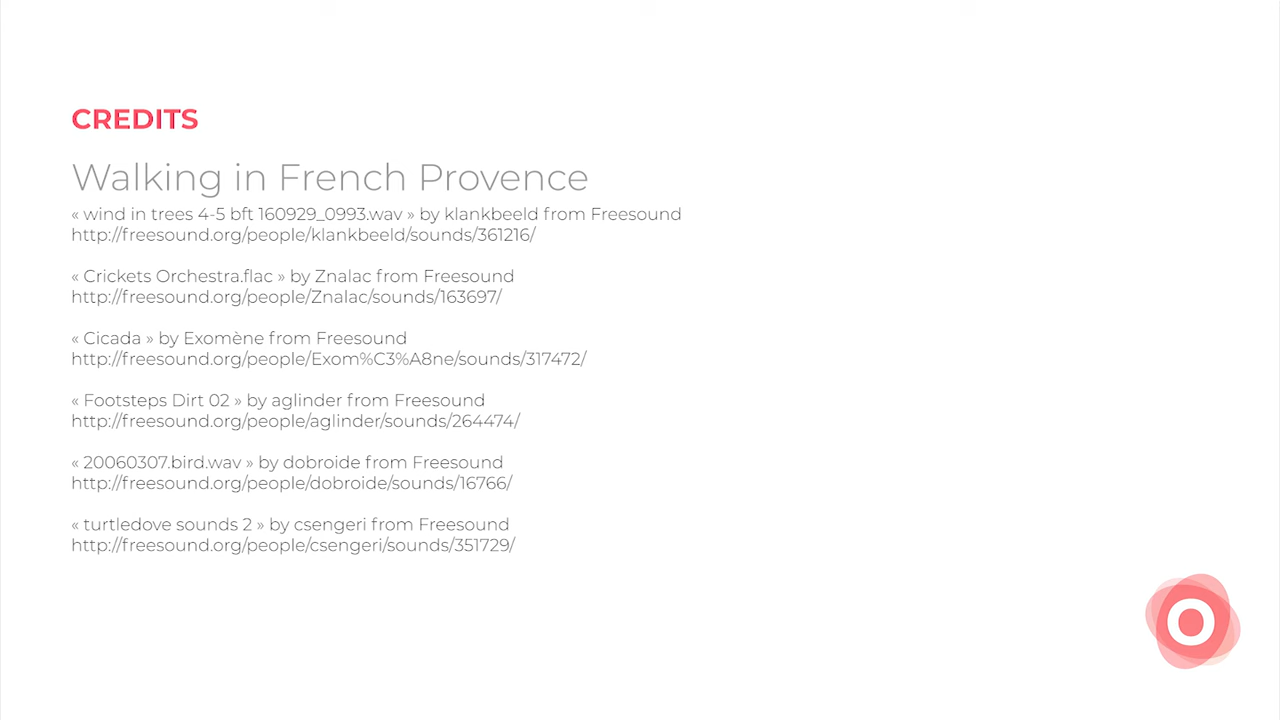 CREDITS
Walking in French Provence
« wind in trees 4-5 bft 160929_0993.wav » by klankbeeld from Freesound
http://freesound.org/people/klankbeeld/sounds/361216/
« Crickets Orchestra.flac » by Znalac from Freesound
http://freesound.org/people/Znalac/sounds/163697/
« Cicada » by Exomène from Freesound
http://freesound.org/people/Exom%C3%A8ne/sounds/317472/
« Footsteps Dirt 02 » by aglinder from Freesound
http://freesound.org/people/aglinder/sounds/264474/
« 20060307.bird.wav » by dobroide from Freesound
http://freesound.org/people/dobroide/sounds/16766/
« turtledove sounds 2 » by csengeri from Freesound
http://freesound.org/people/csengeri/sounds/351729/
O